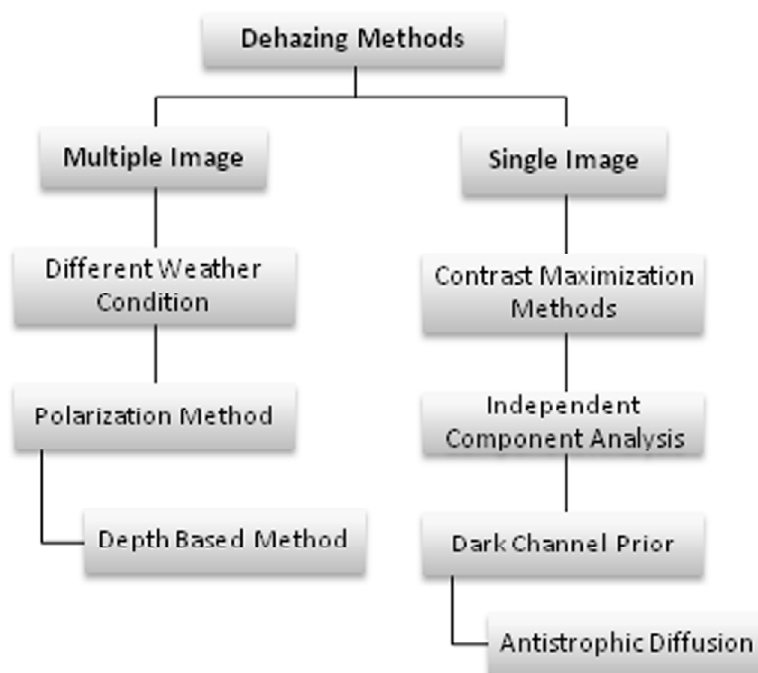 Dehazing Methods
Multiple Image
Single Image
Different Weather
Condition
Contrast Maximization
Methods
Polarization Method
Independent
Component Analysis
Depth Based Method
Dark Channel Prior
Antistrophic Diffusion